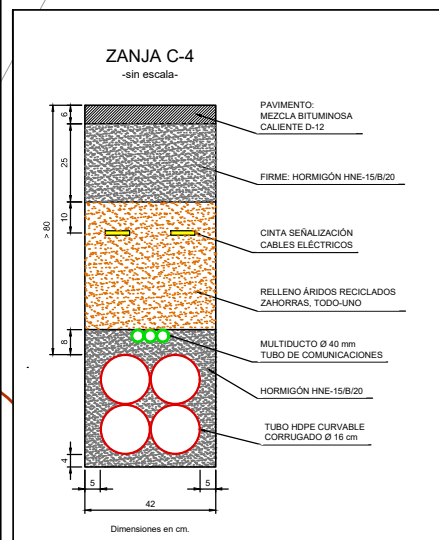 ZANJA C-4
-sin escala-
PAVIMENTO:
MEZCLA BITUMINOSA
CALIENTE D-12
6
25
FIRME: HORMIGÓN HNE-15/B/20
10
> 80
CINTA SEÑALIZACIÓN
CABLES ELÉCTRICOS
RELLENO ÁRIDOS RECICLADOS
ZAHORRAS, TODO-UNO
8
MULTIDUCTO Ø 40 mm
TUBO DE COMUNICACIONES
HORMIGÓN HNE-15/B/20
TUBO HDPE CURVABLE
CORRUGADO Ø 16 cm
4
5
5
42
Dimensiones en cm.